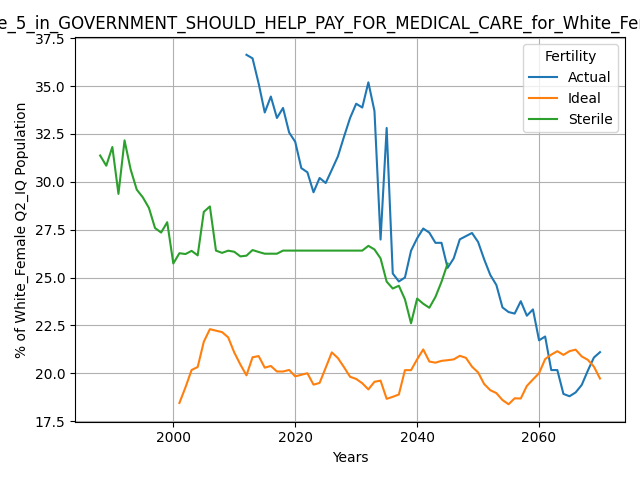 e_5_in_GOVERNMENT_SHOULD_HELP_PAY_FOR_MEDICAL_CARE_for_White_Fem
37.5
35.0
32.5
30.0
27.5
25.0
22.5
20.0
17.5
% of White_Female Q2_IQ Population
Fertility
Actual
Ideal
Sterile
2000
2020
2040
2060
Years